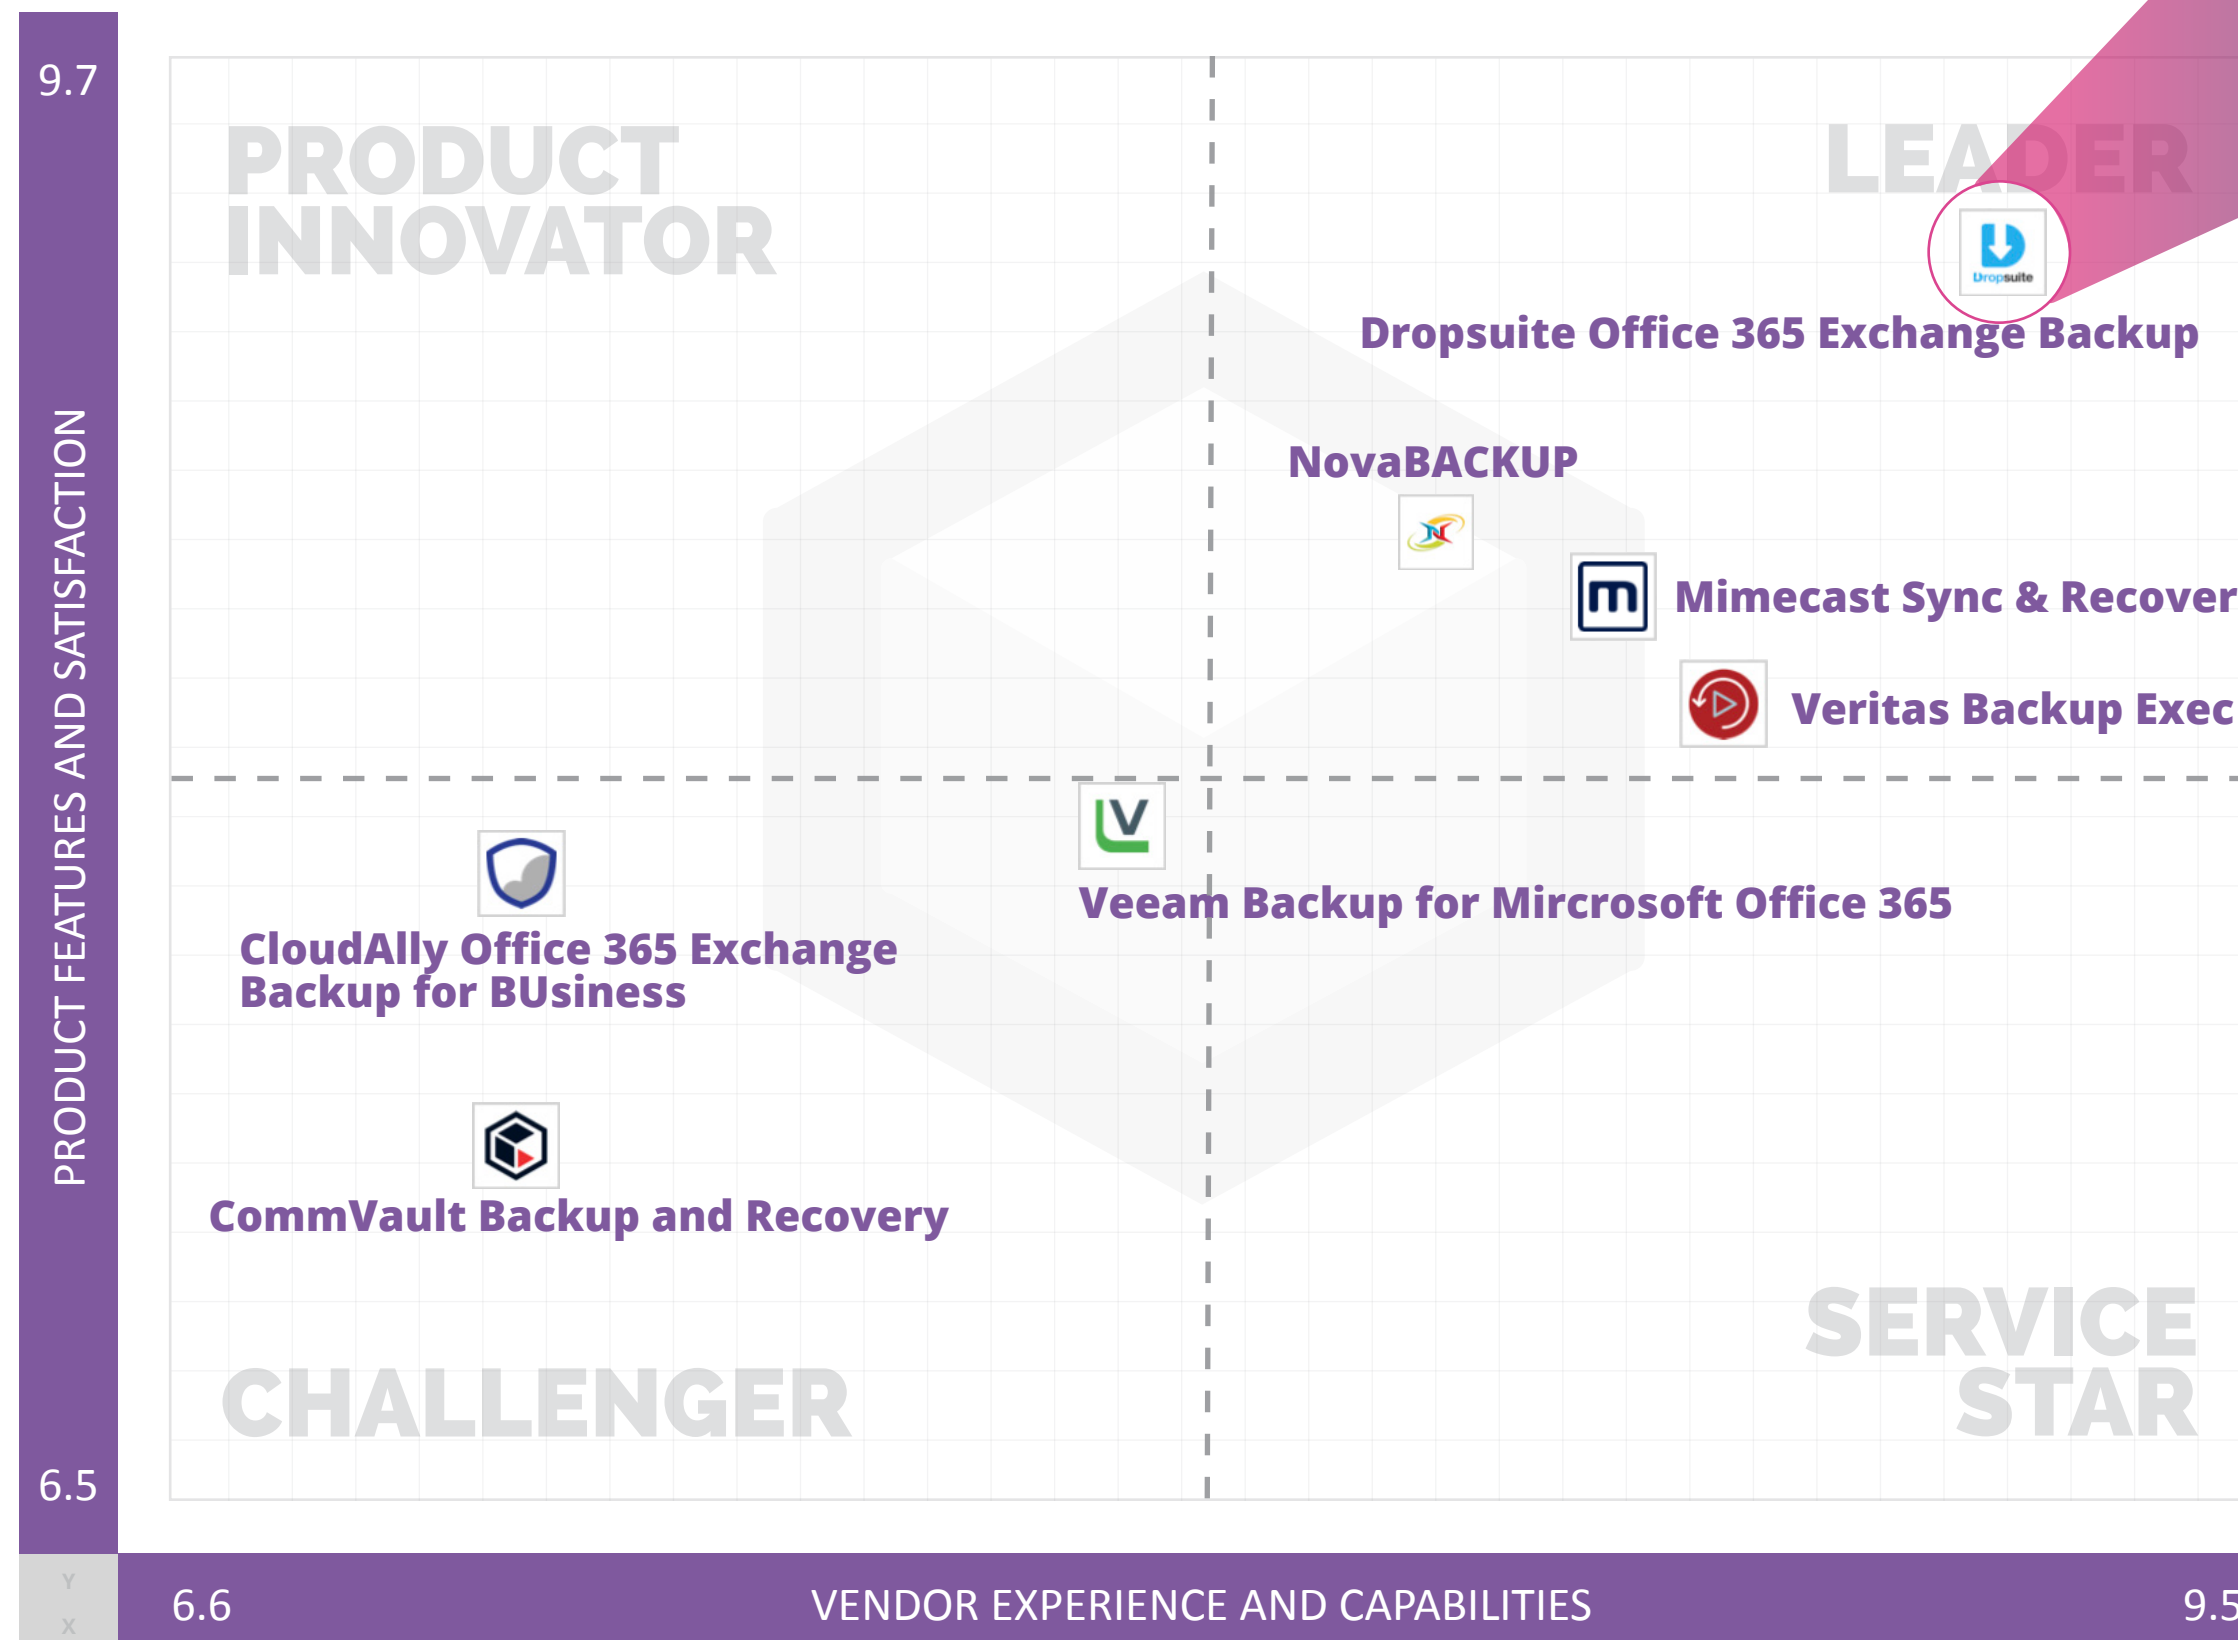 9.7
PRODUCT FEATURES AND SATISFACTION
6.5
PRODUCT
INNOVATOR
LEADER
Dropsuite
Dropsuite Office 365 Exchange Backup
NovaBACKUP
Mimecast Sync & Recover
Veritas Backup Exec
Veeam Backup for Mircrosoft Office 365
CloudAlly Office 365 Exchange
Backup for BUsiness
CommVault Backup and Recovery
SERVICE
STAR
CHALLENGER
Y
X
6.6
VENDOR EXPERIENCE AND CAPABILITIES
9.5